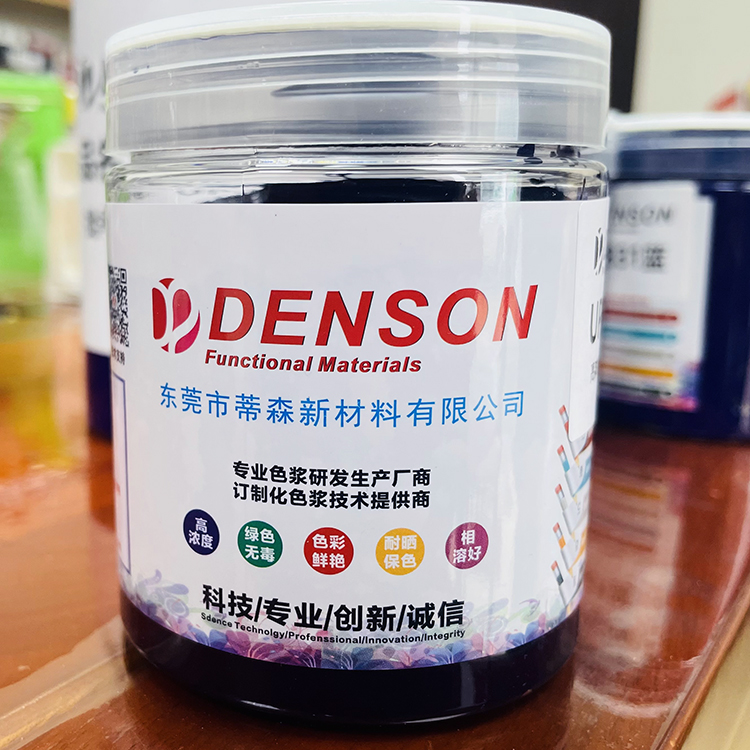 DENSON
Functional Materials
东莞市蒂森新材料有限公司
专业色浆研发生产厂商
订制化色浆技术提供商
高
浓度
绿色
无毒
色彩
鲜艳
耐晒
保色
相
溶好
科技/专业/创新/诚信
Sdence Technolgy/Professsional/Innovation/Integrity
ENSON